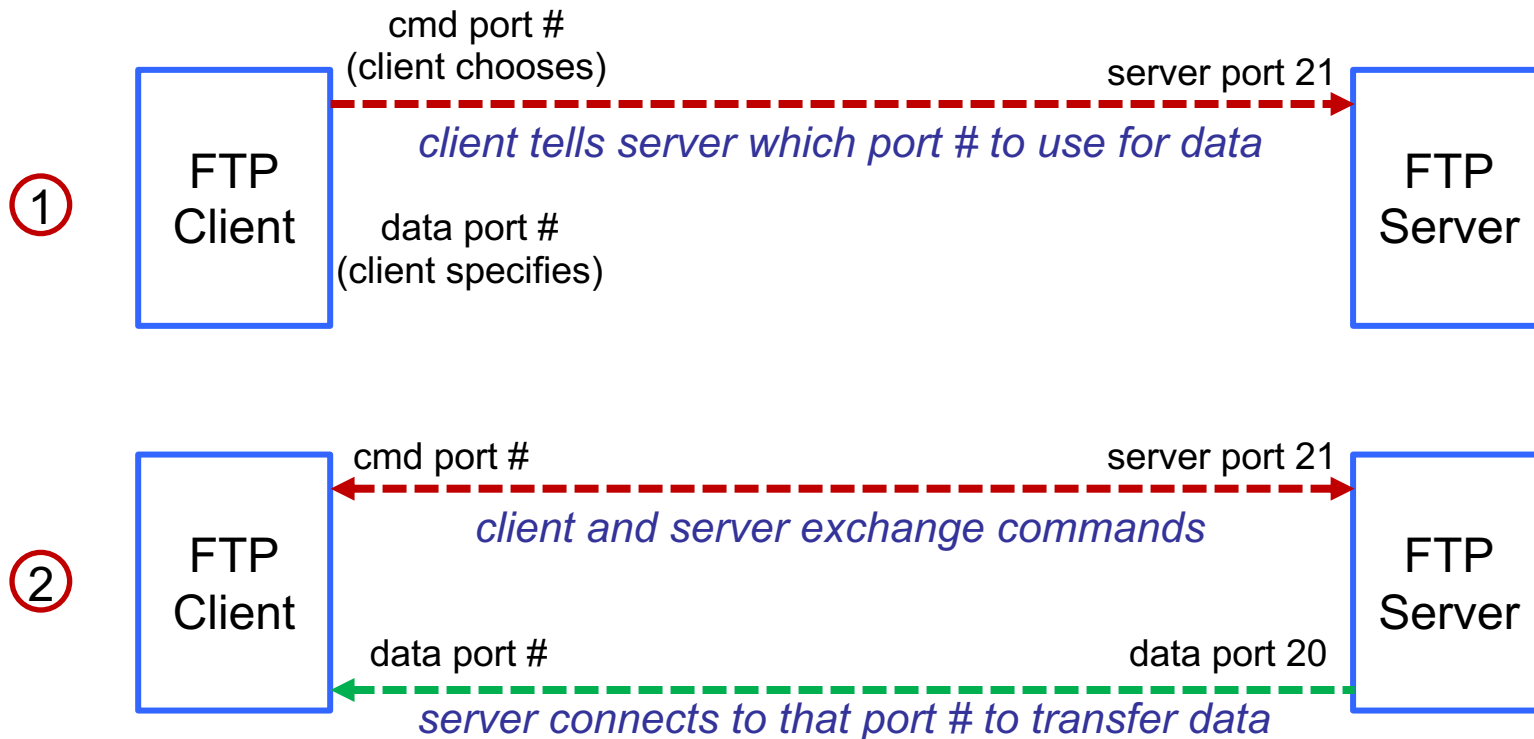 cmd port #
(client chooses)
server port 21
client tells server which port # to use for data
1
FTP
Client
FTP
Server
data port #
(client specifies)
cmd port #
server port 21
client and server exchange commands
2
FTP
Client
FTP
Server
data port #
data port 20
server connects to that port # to transfer data